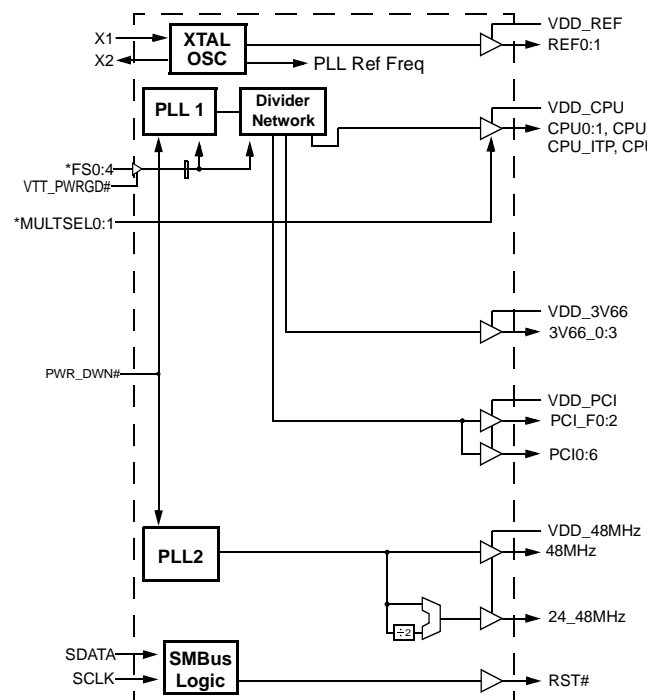 X1
X2
XTAL
OSC
VDD_REF
REF0:1
PLL Ref Freq
PLL 1
Divider
Network
VDD_CPU
CPU0:1, CPU
CPU_ITP, CPU
*FS0:4
VTT_PWRGD#
*MULTSEL0:1
VDD_3V66
3V66_0:3
PWR_DWN#
VDD_PCI
PCI_F0:2
PCI0:6
PLL2
VDD_48MHz
48MHz
÷2
24_48MHz
SDATA
SCLK
SMBus
Logic
RST#